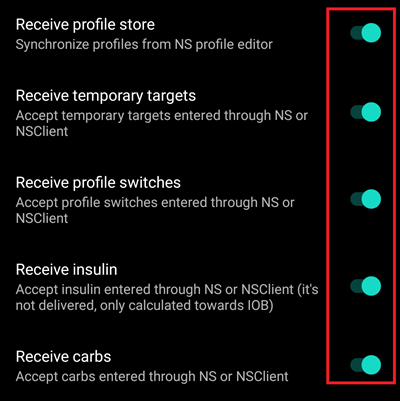 Receive profile store
Synchronize profiles from NS profile editor
Receive temporary targets
Accept temporary targets entered through NS or
NSClient
Receive profile switches
Accept profile switches entered through NS or
NSClient
Receive insulin
Accept insulin entered through NS or NSClient (it's
not delivered, only calculated towards IOB)
Receive carbs
Accept carbs entered through NS or NSClient